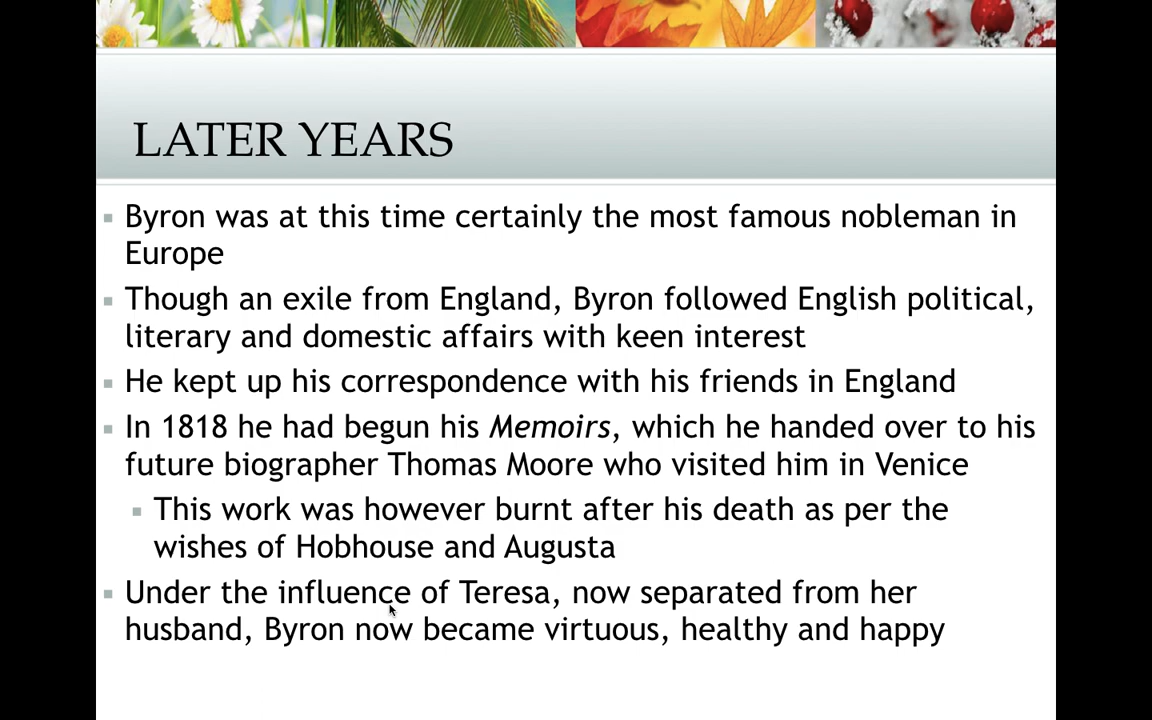 LATER YEARS
Byron was at this time certainly the most famous nobleman in
Europe
Though an exile from England, Byron followed English political,
literary and domestic affairs with keen interest
He kept up his correspondence with his friends in England
In 1818 he had begun his Memoirs, which he handed over to his
future biographer Thomas Moore who visited him in Venice
This work was however burnt after his death as per the
wishes of Hobhouse and Augusta
Under the influence of Teresa, now separated from her
husband, Byron now became virtuous, healthy and happy